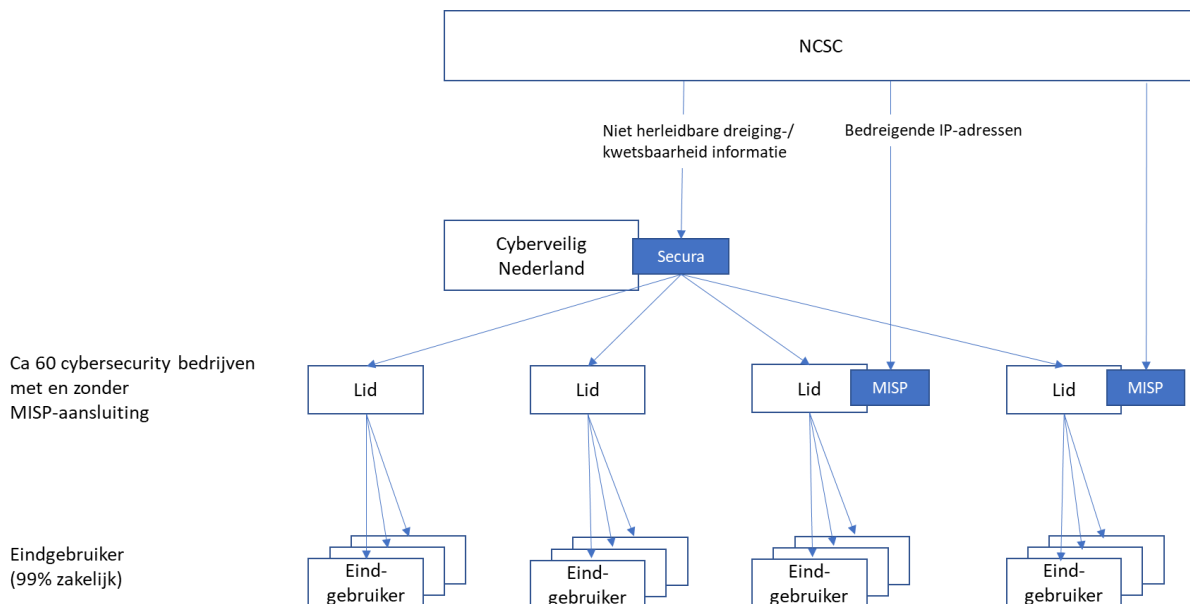 NCSC
Niet herleidbare dreiging-/
kwetsbaarheid informatie
Bedreigende IP-adressen
Cyberveilig
Nederland
Secura
Ca 60 cybersecurity bedrijven
met en zonder
MISP-aansluiting
Lid
Lid
Lid
MISP
Lid
MISP
Eindgebruiker
(99% zakelijk)
Eind-
gebruiker
Eind-
gebruiker
Eind-
gebruiker
Eind-
gebruiker